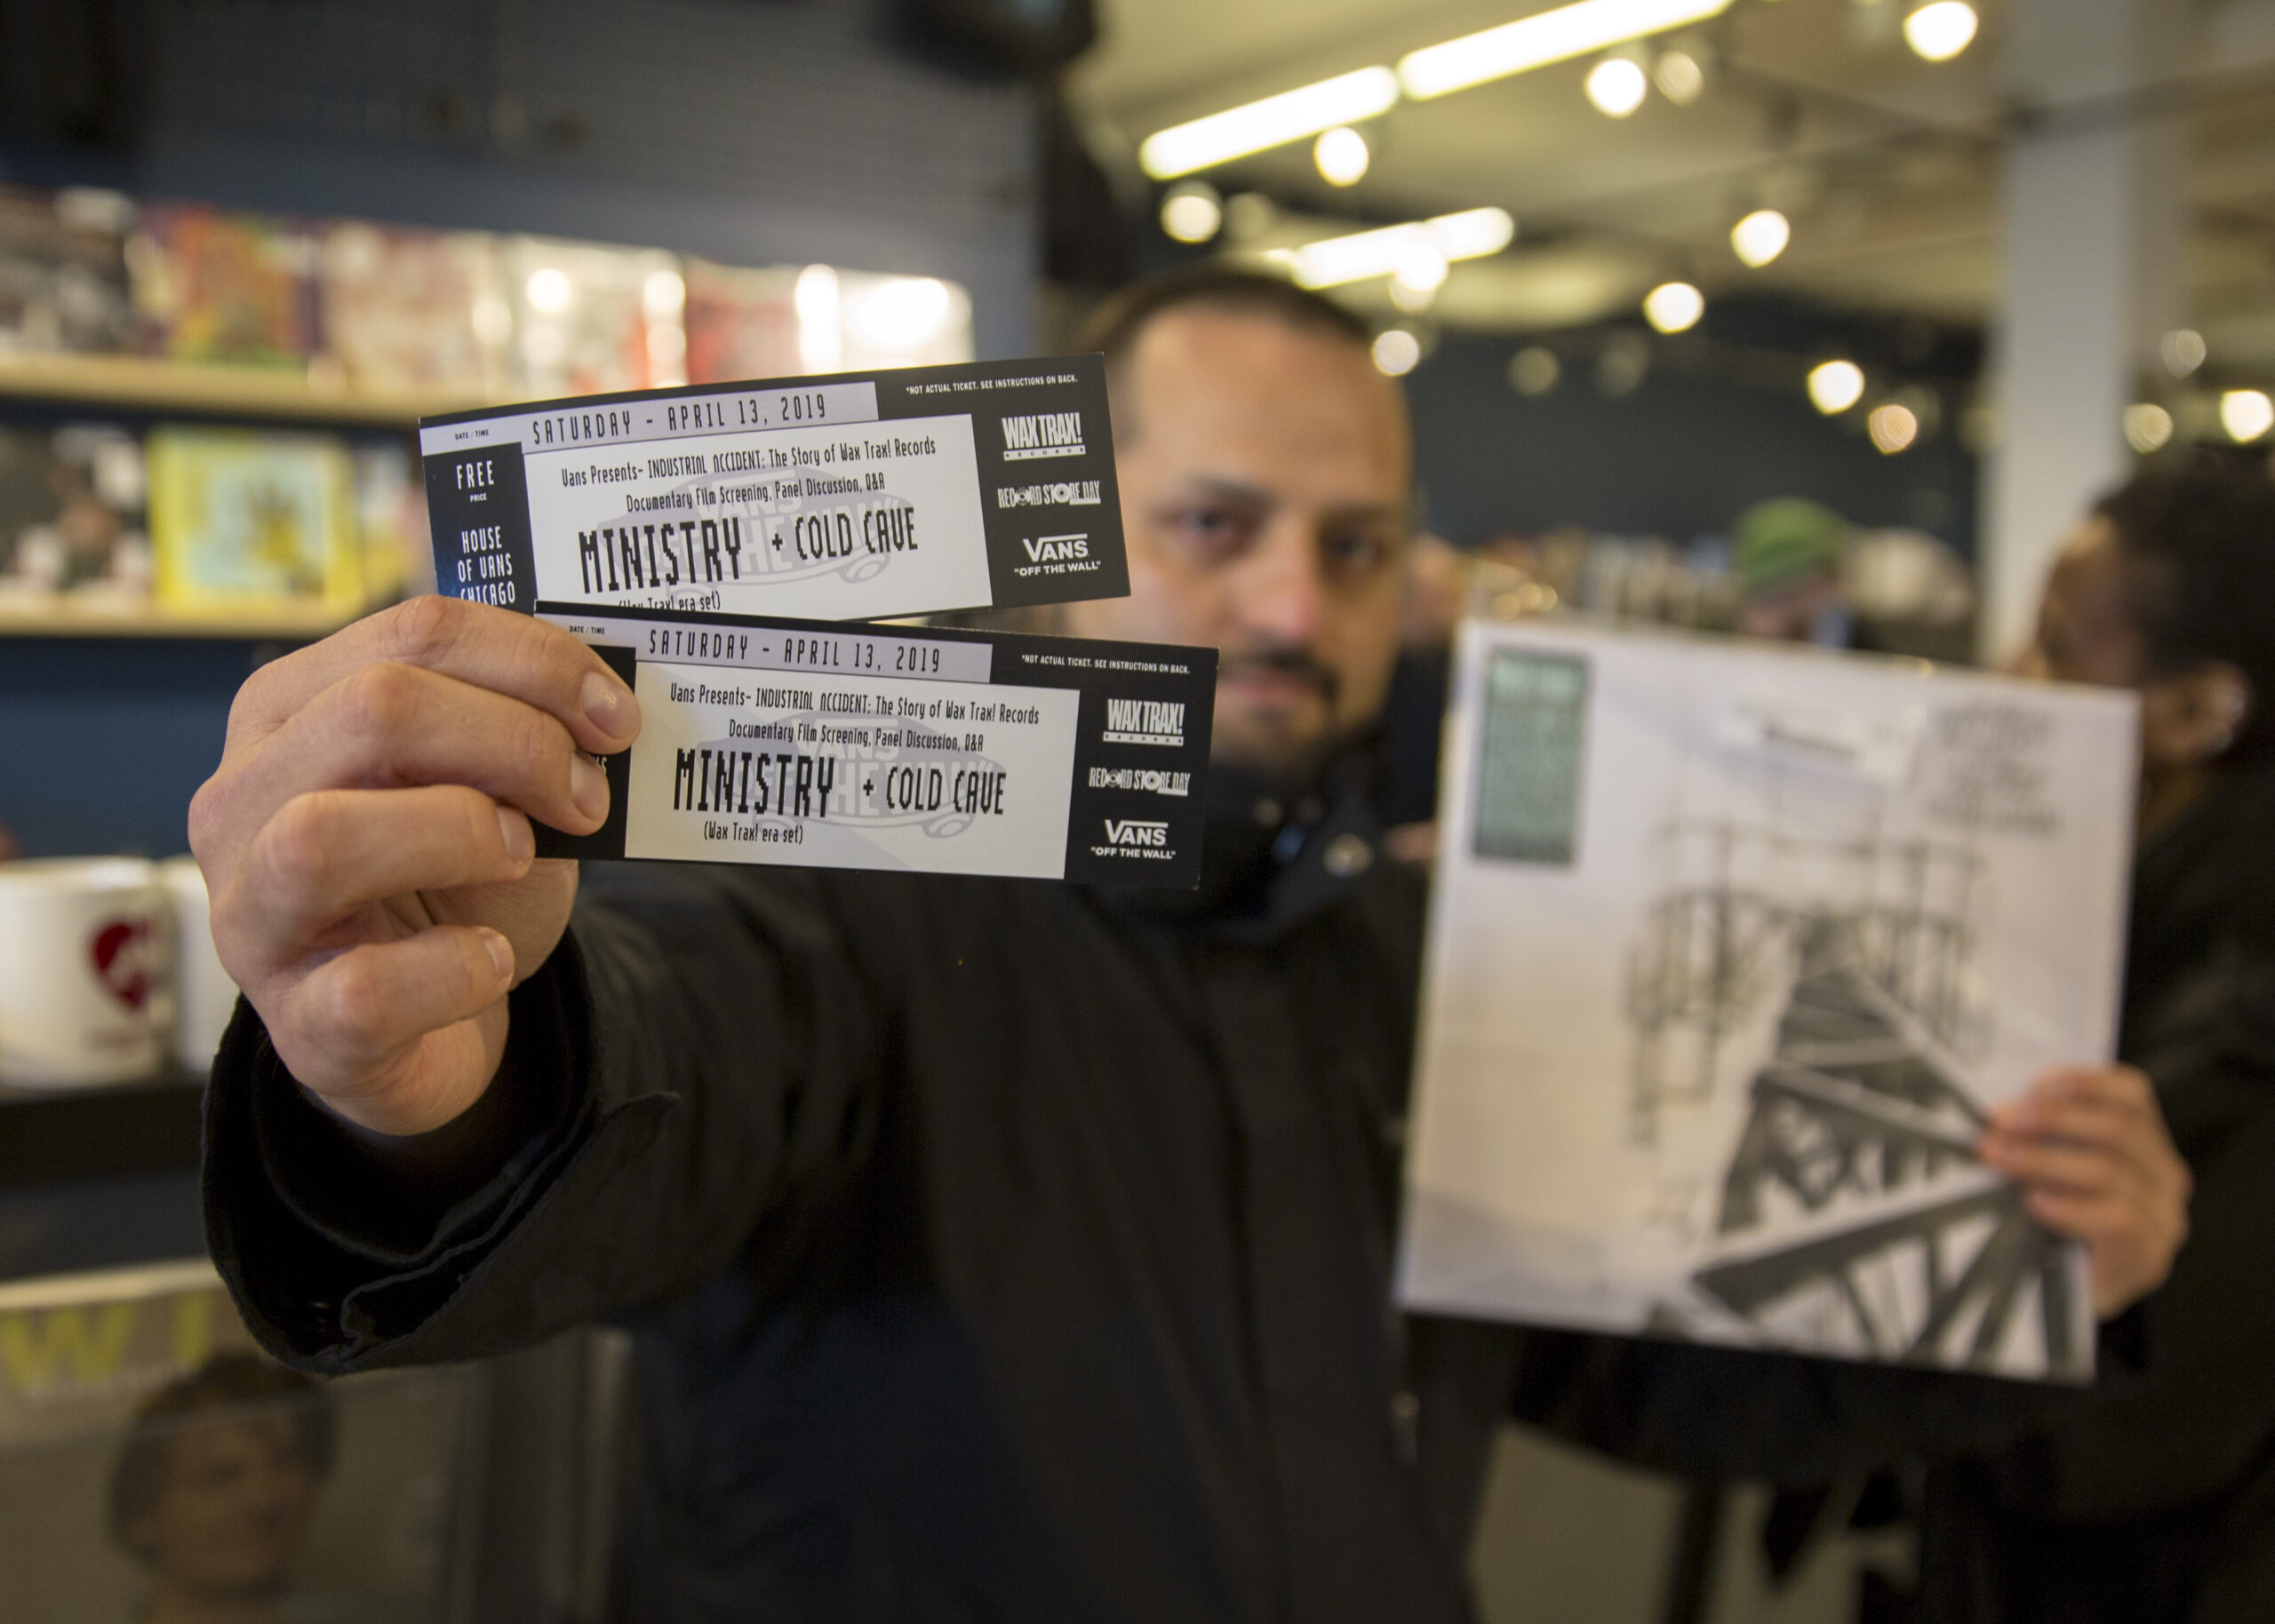 *NOT ACTUAL TICKET. SEE INSTRUCTIONS ON BACK.
DATE / TIME
SATURDAY - APRIL 13, 2019
FREE
PRICE
HOUSE
OF VANS
CHICAGO
Vans Presents- INDUSTRIAL ACCIDENT: The Story of Wax Trax! Records
Documentary Film Screening, Panel Discussion, Q&A
MINISTRY + COLD CAVE
(Wax Trax! era set)
VANS
WAX TRAX!
RECORDS
RECORD STORE DAY
VANS
"OFF THE WALL"
DATE / TIME
SATURDAY - APRIL 13, 2019
*NOT ACTUAL TICKET. SEE INSTRUCTIONS ON BACK.
Vans Presents- INDUSTRIAL ACCIDENT: The Story of Wax Trax! Records
Documentary Film Screening, Panel Discussion, Q&A
MINISTRY + COLD CAVE
(Wax Trax! era set)
VANS
WAX TRAX!
RECORDS
RECORD STORE DAY
VANS
"OFF THE WALL"